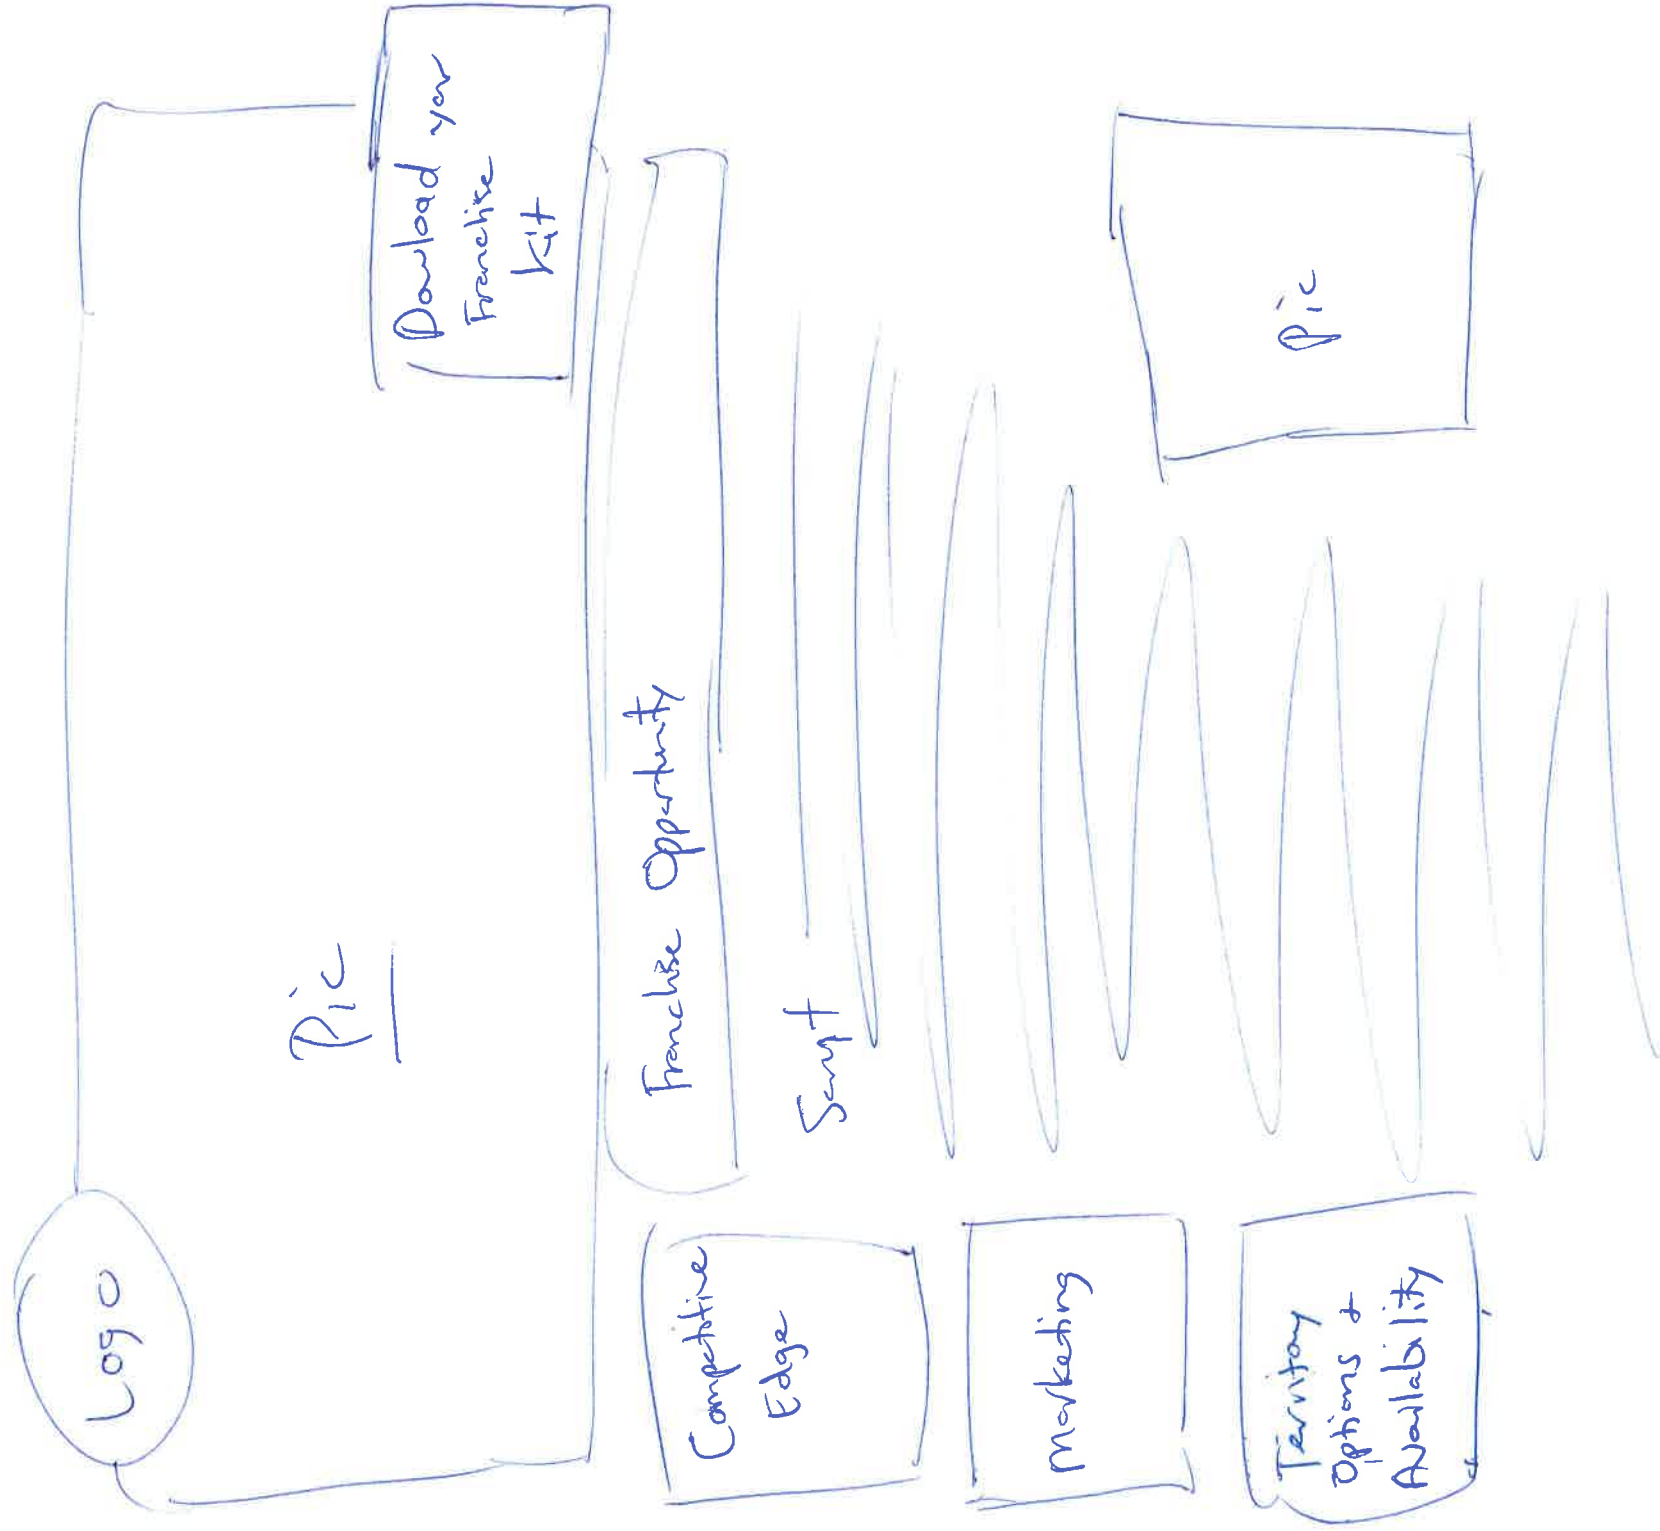 Logo
Pic
Download your
Franchise
Kit
Franchise Opportunity
Script
Competitive
Edge
Marketing
Territory
Options +
Availability
Pic